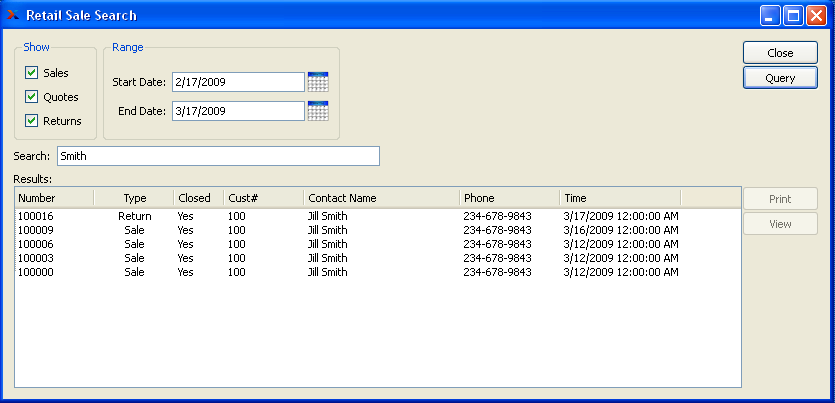 Retail Sale Search
Show
Range
Sales
Quotes
Returns
Start Date: 2/17/2009
End Date: 3/17/2009
Close
Query
Search: Smith
Results:
Number Type Closed Cust# Contact Name Phone Time
100016 Return Yes 100 Jill Smith 234-678-9843 3/17/2009 12:00:00 AM
100009 Sale Yes 100 Jill Smith 234-678-9843 3/16/2009 12:00:00 AM
100006 Sale Yes 100 Jill Smith 234-678-9843 3/12/2009 12:00:00 AM
100003 Sale Yes 100 Jill Smith 234-678-9843 3/12/2009 12:00:00 AM
100000 Sale Yes 100 Jill Smith 234-678-9843 3/12/2009 12:00:00 AM
Print
View